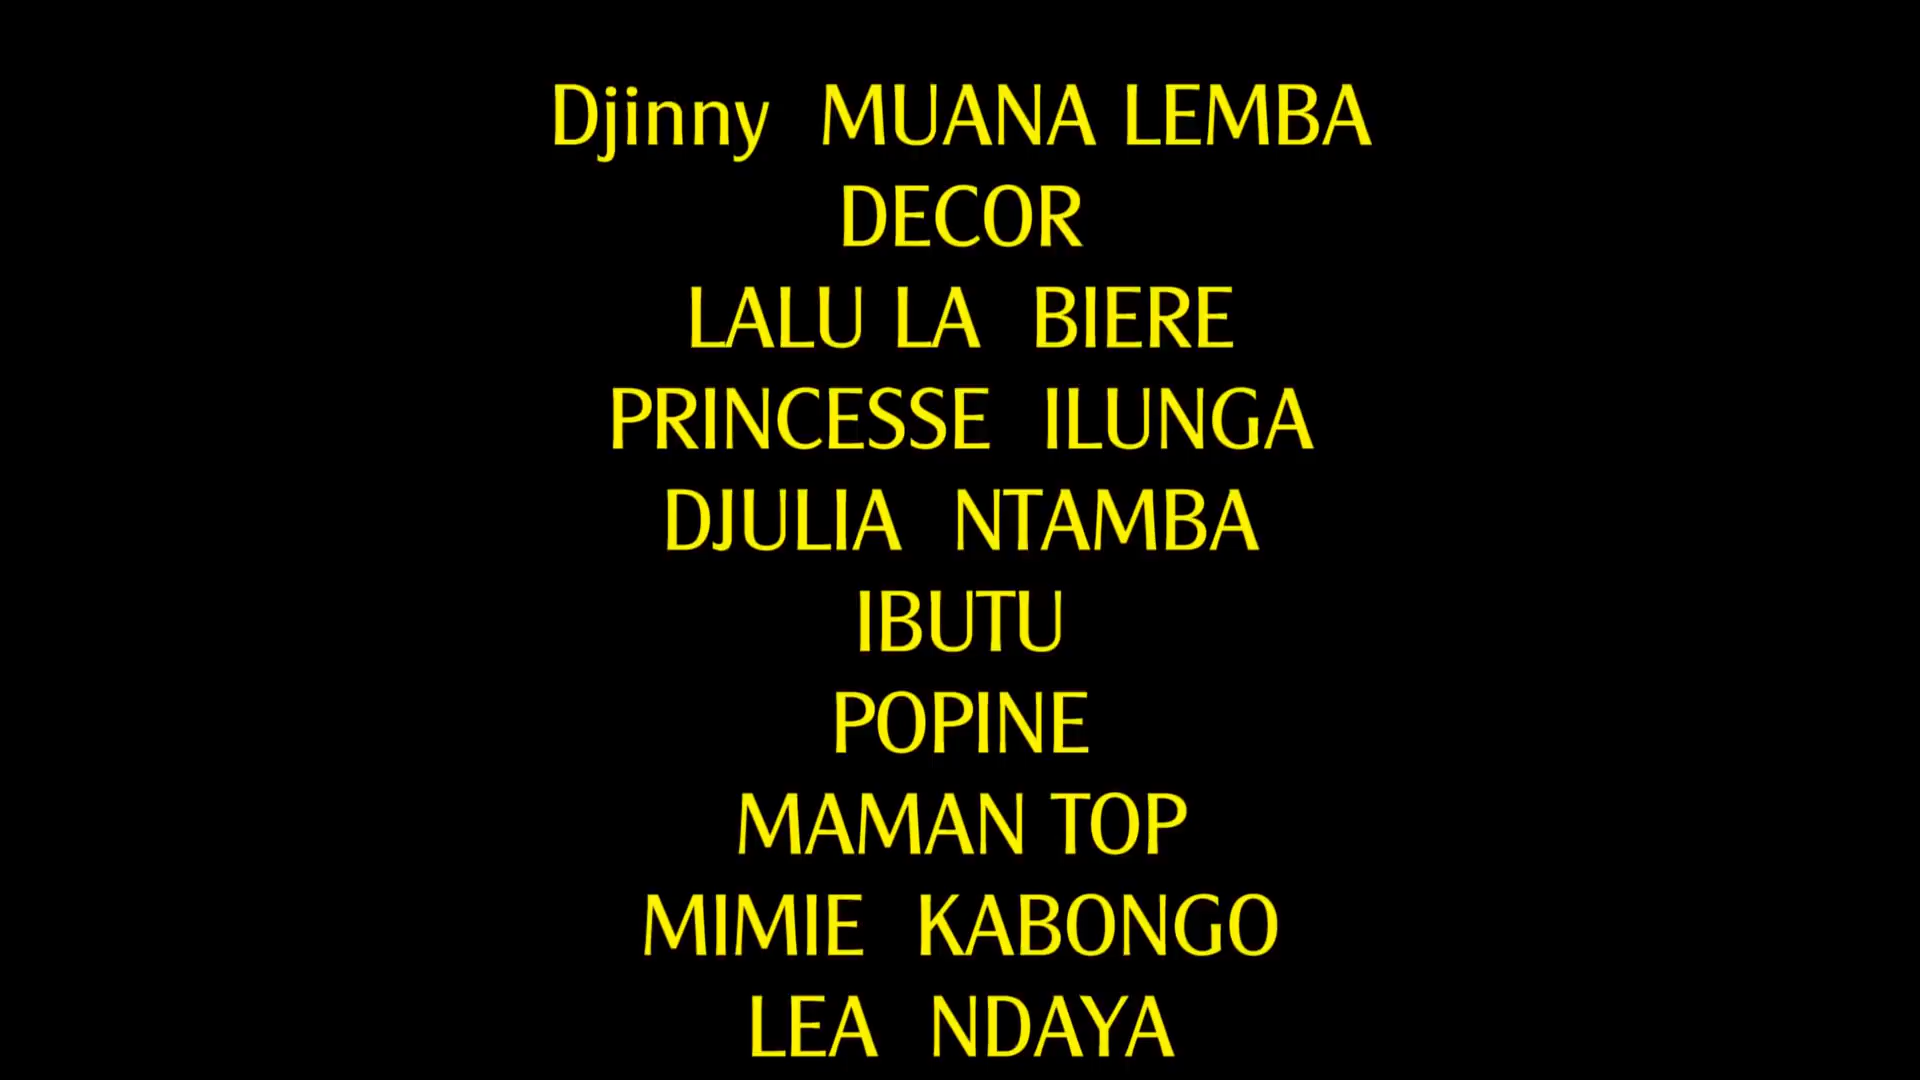 Djinny MUANA LEMBA
DECOR
LALU LA BIERE
PRINCESSE ILUNGA
DJULIA NTAMBA
IBUTU
POPINE
MAMAN TOP
MIMIE KABONGO
LEA NDAYA